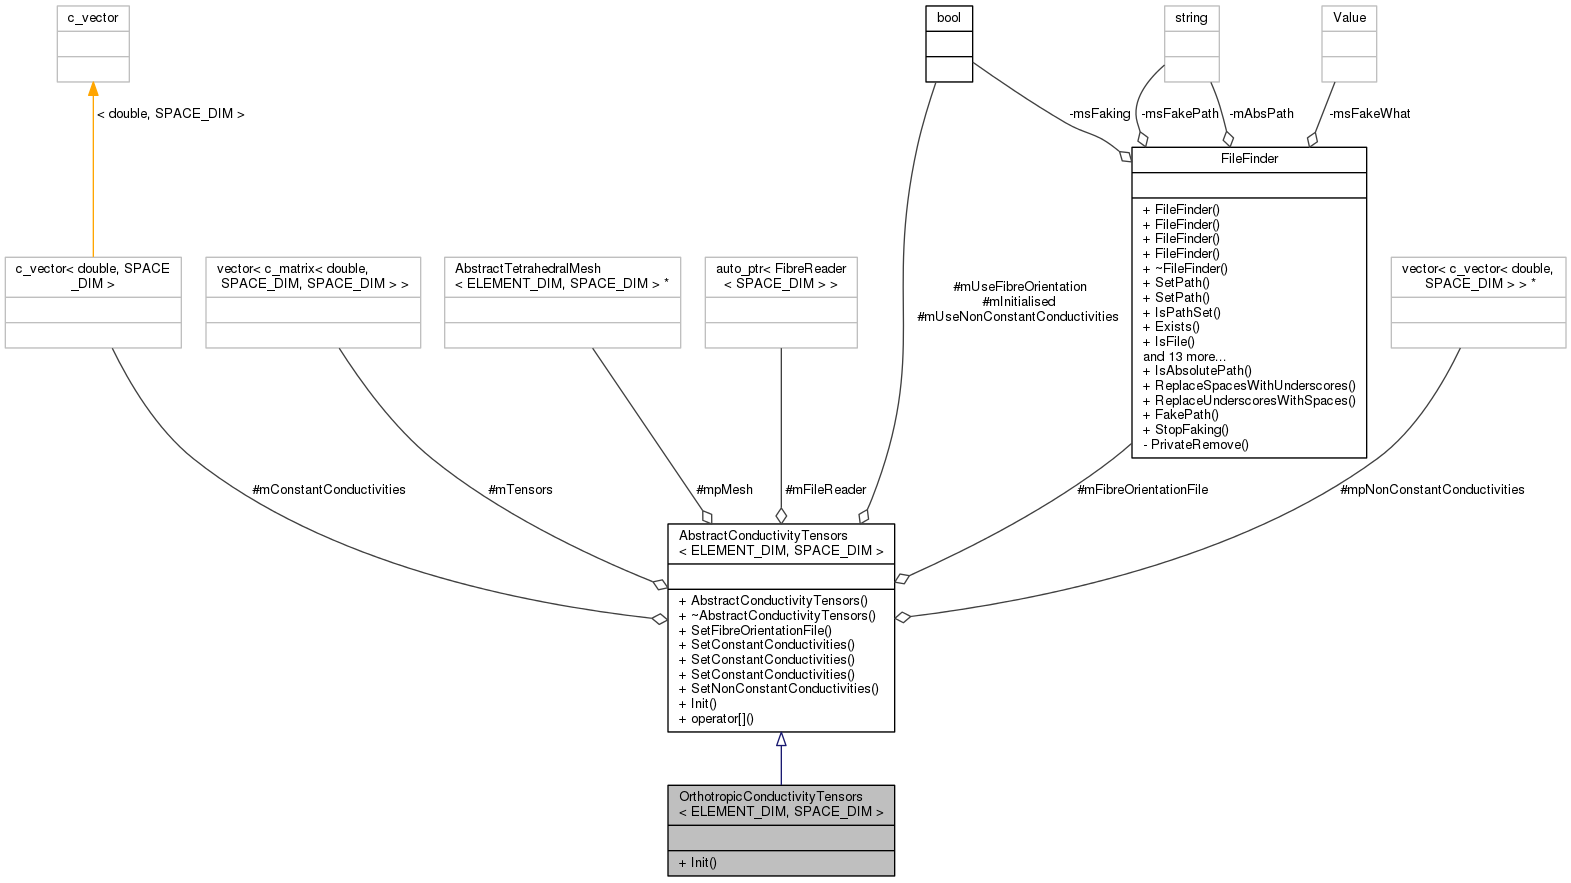 c_vector
bool
string
Value
< double, SPACE_DIM >
-msFaking
-msFakePath
-mAbsPath
-msFakeWhat
FileFinder
+ FileFinder()
+ FileFinder()
+ FileFinder()
+ FileFinder()
+ ~FileFinder()
+ SetPath()
+ SetPath()
+ IsPathSet()
+ Exists()
+ IsFile()
and 13 more...
+ IsAbsolutePath()
+ ReplaceSpacesWithUnderscores()
+ ReplaceUnderscoresWithSpaces()
+ FakePath()
+ StopFaking()
- PrivateRemove()
c_vector< double, SPACE
_DIM >
vector< c_matrix< double,
SPACE_DIM, SPACE_DIM > >
AbstractTetrahedralMesh
< ELEMENT_DIM, SPACE_DIM > *
auto_ptr< FibreReader
< SPACE_DIM > >
#mUseFibreOrientation
#mInitialised
#mUseNonConstantConductivities
vector< c_vector< double,
SPACE_DIM > > *
#mConstantConductivities
#mTensors
#mpMesh
#mFileReader
#mFibreOrientationFile
#mpNonConstantConductivities
AbstractConductivityTensors
< ELEMENT_DIM, SPACE_DIM >
+ AbstractConductivityTensors()
+ ~AbstractConductivityTensors()
+ SetFibreOrientationFile()
+ SetConstantConductivities()
+ SetConstantConductivities()
+ SetConstantConductivities()
+ SetNonConstantConductivities()
+ Init()
+ operator[]()
OrthotropicConductivityTensors
< ELEMENT_DIM, SPACE_DIM >
+ Init()